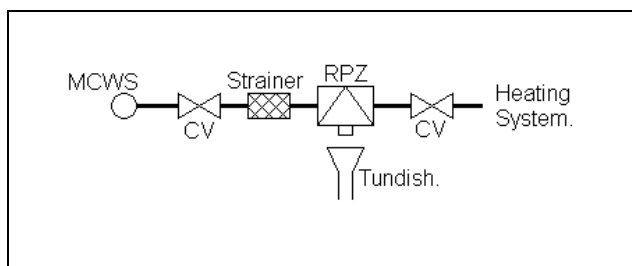 MCWS
Strainer
RPZ
CV
CV
Heating
System.
Tundish.